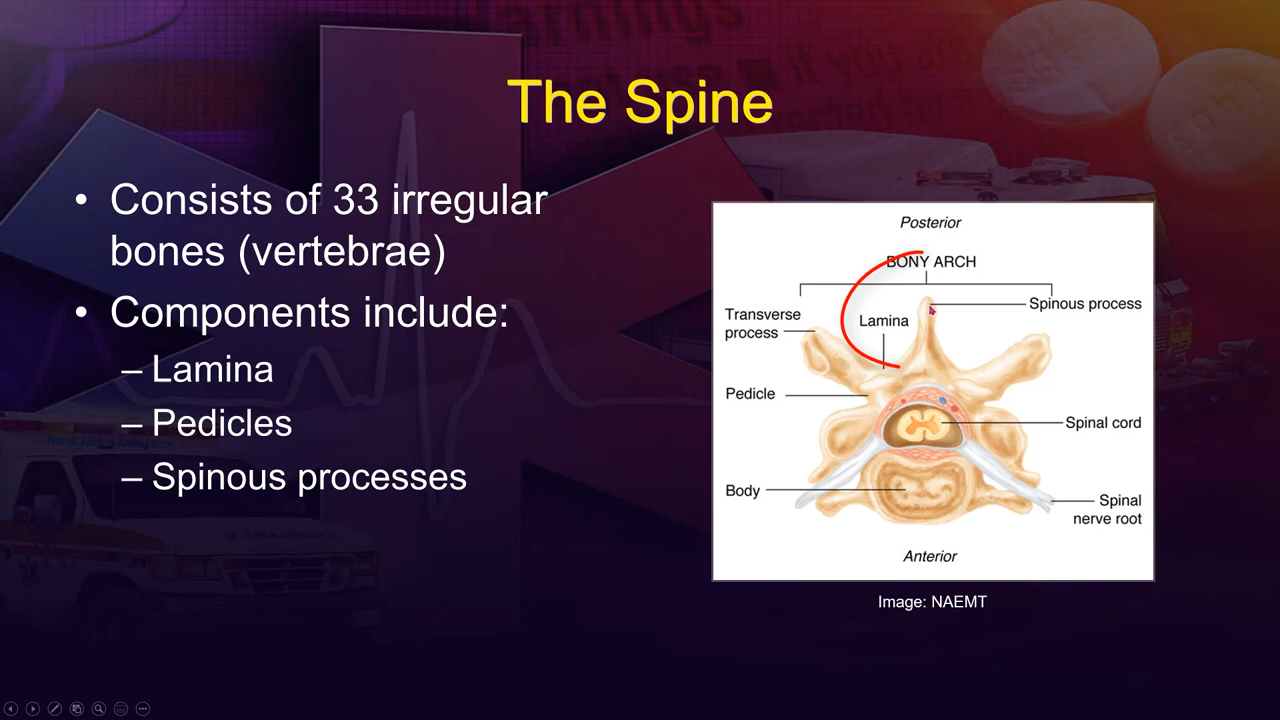 The Spine
• Consists of 33 irregular
bones (vertebrae)
• Components include:
– Lamina
– Pedicles
– Spinous processes
Posterior
BONY ARCH
Spinous process
Transverse
process
Lamina
Pedicle
Spinal cord
Body
Spinal
nerve root
Anterior
Image: NAEMT